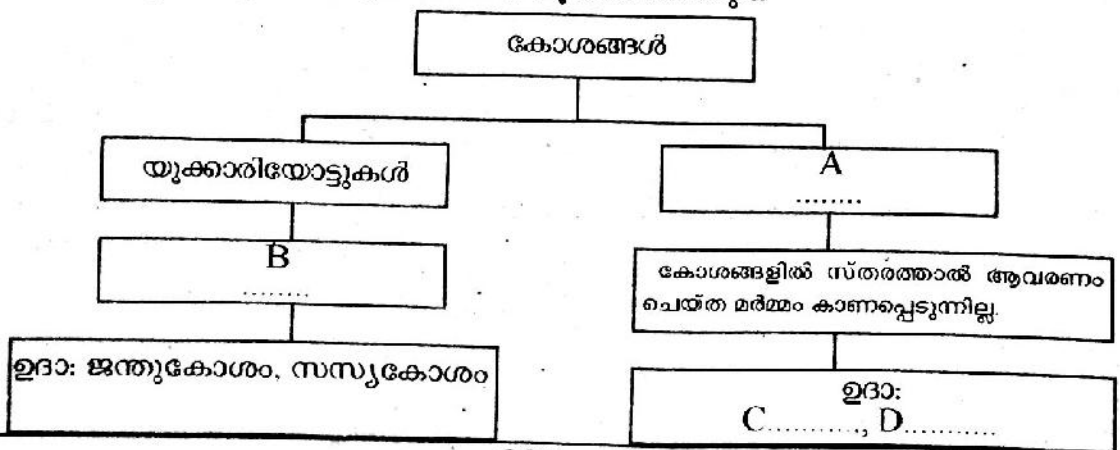 കോശങ്ങൾ
യൂക്കാരിയോട്ടുകൾ
A
........
B
........
കോശങ്ങളിൽ സ്തരത്താൽ ആവരണം
ചെയ്ത മർമ്മം കാണപ്പെടുന്നില്ല.
ഉദാ: ജന്തുകോശം, സസ്യകോശം
ഉദാ:
C.........., D...........